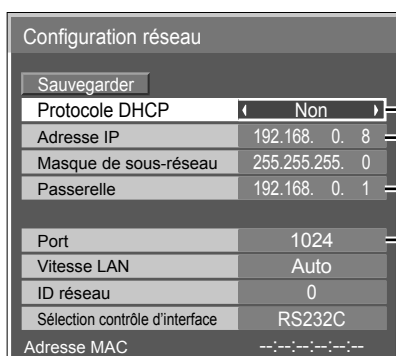 Configuration réseau
Sauvegarder
Protocole DHCP Non
Adresse IP 192.168. 0. 8
Masque de sous-réseau 255.255.255. 0
Passerelle 192.168. 0. 1
Port 1024
Vitesse LAN Auto
ID réseau 0
Sélection contrôle d'interface RS232C
Adresse MAC --:--:--:--:--:--